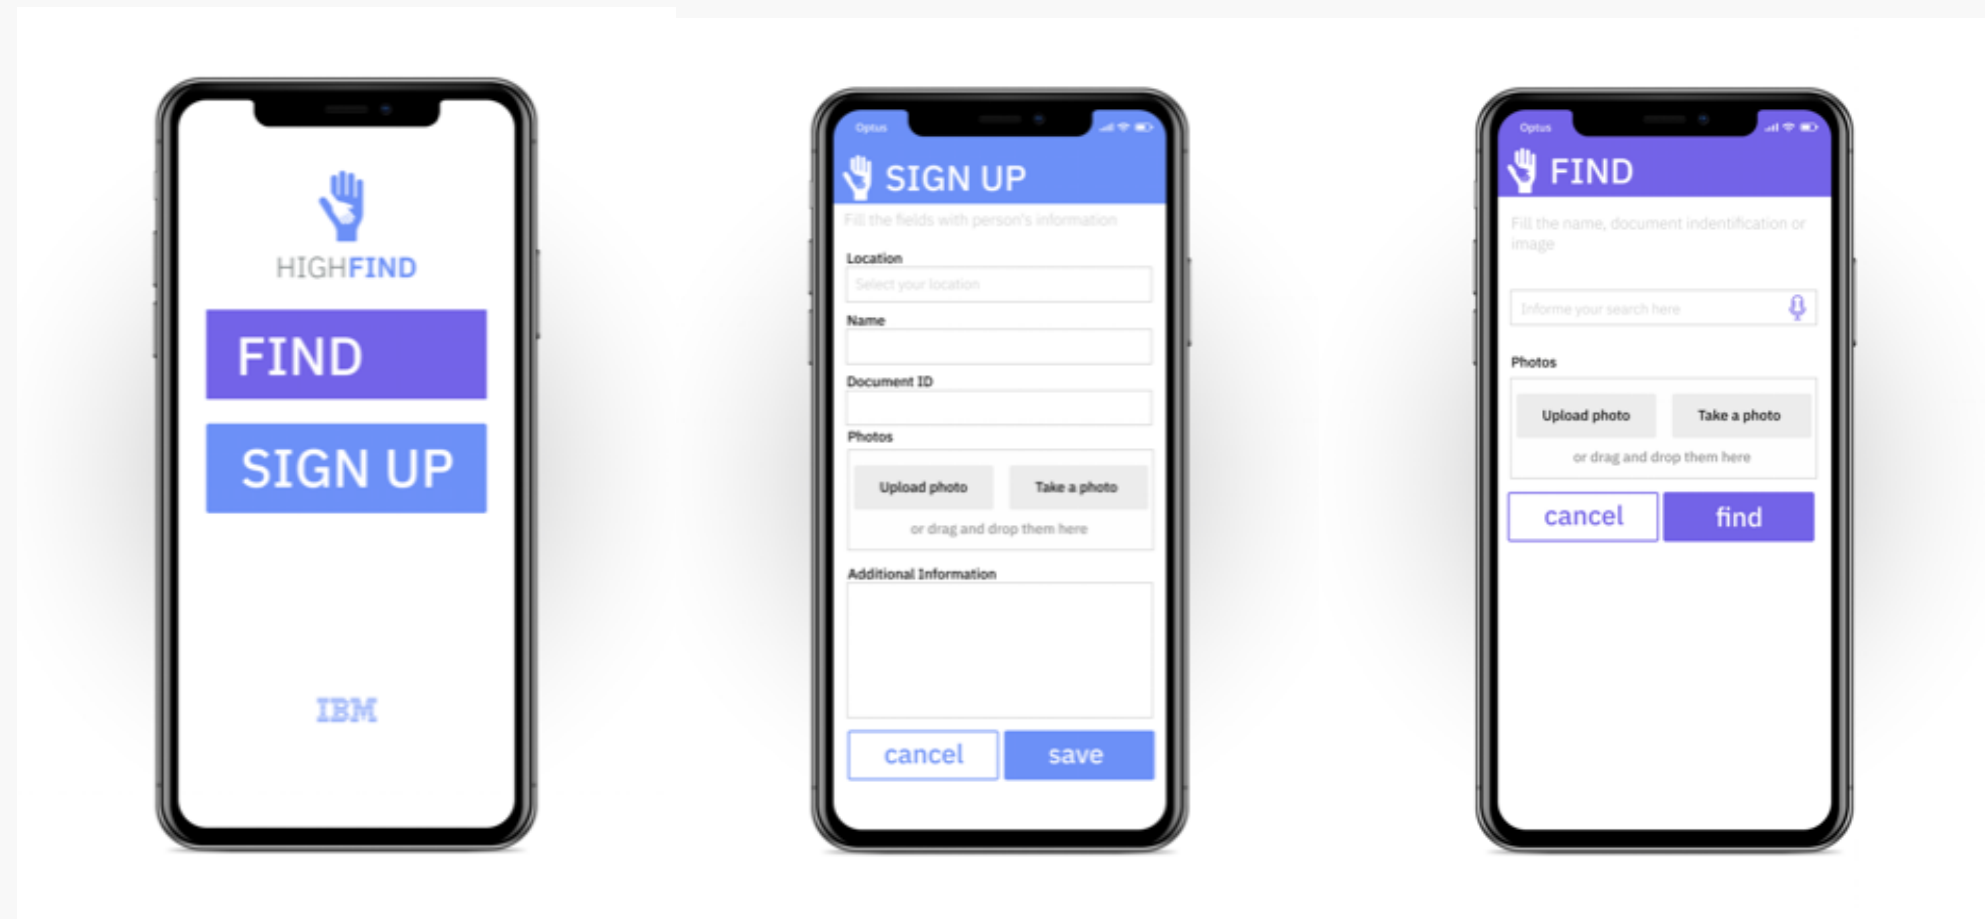 HIGHFIND
FIND
SIGN UP
IBM
Optus
SIGN UP
Fill the fields with person's information
Location
Select your location
Name
Document ID
Photos
Upload photo
Take a photo
or drag and drop them here
Additional Information
cancel
save
Optus
FIND
Fill the name, document indentification or
image
Informe your search here
Photos
Upload photo
Take a photo
or drag and drop them here
cancel
find